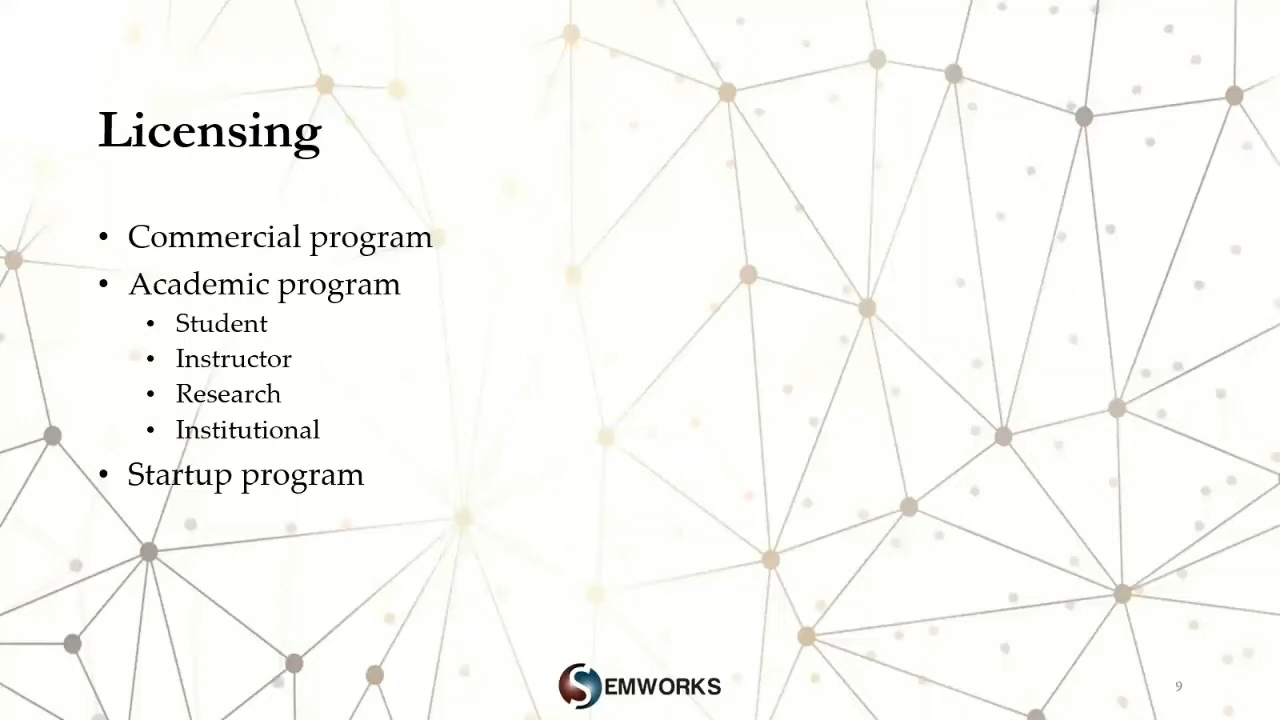 Licensing
• Commercial program
• Academic program
• Student
• Instructor
• Research
• Institutional
• Startup program
SEMWORKS
9